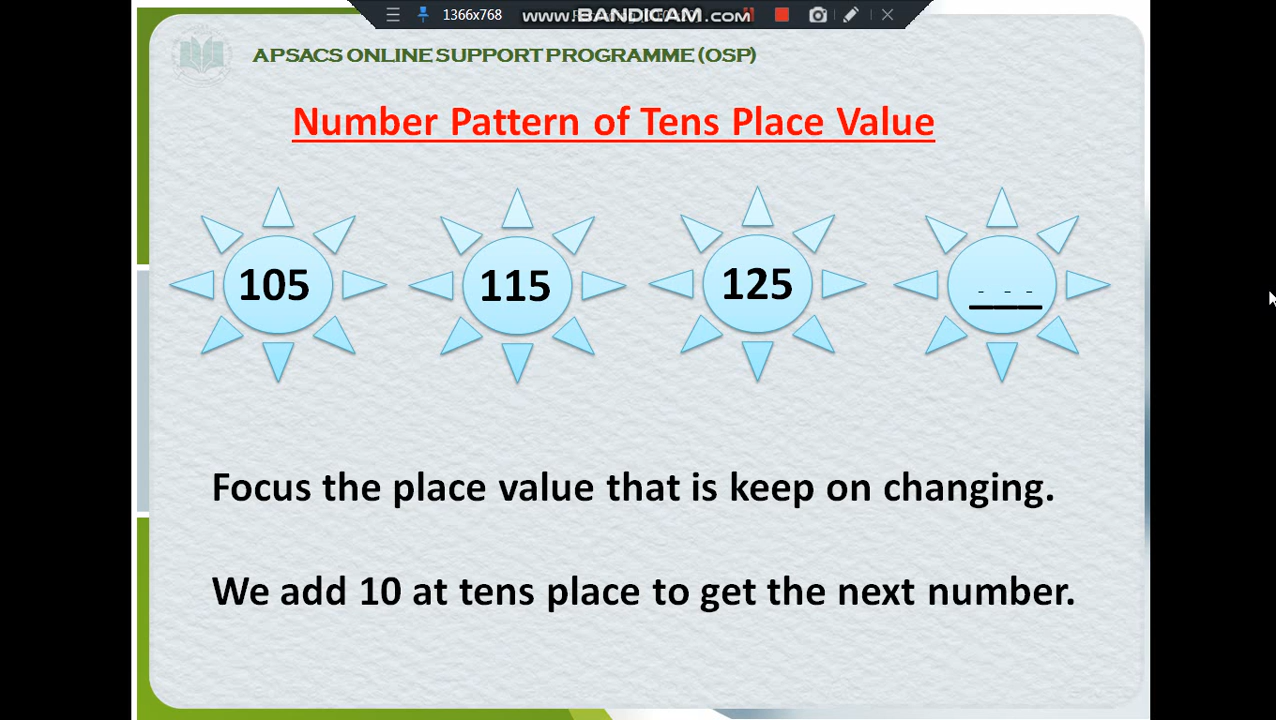 1366x768
www.BANDICAM.com
APSACS ONLINE SUPPORT PROGRAMME (OSP)
Number Pattern of Tens Place Value
105 115 125 _ _ _
Focus the place value that is keep on changing.
We add 10 at tens place to get the next number.